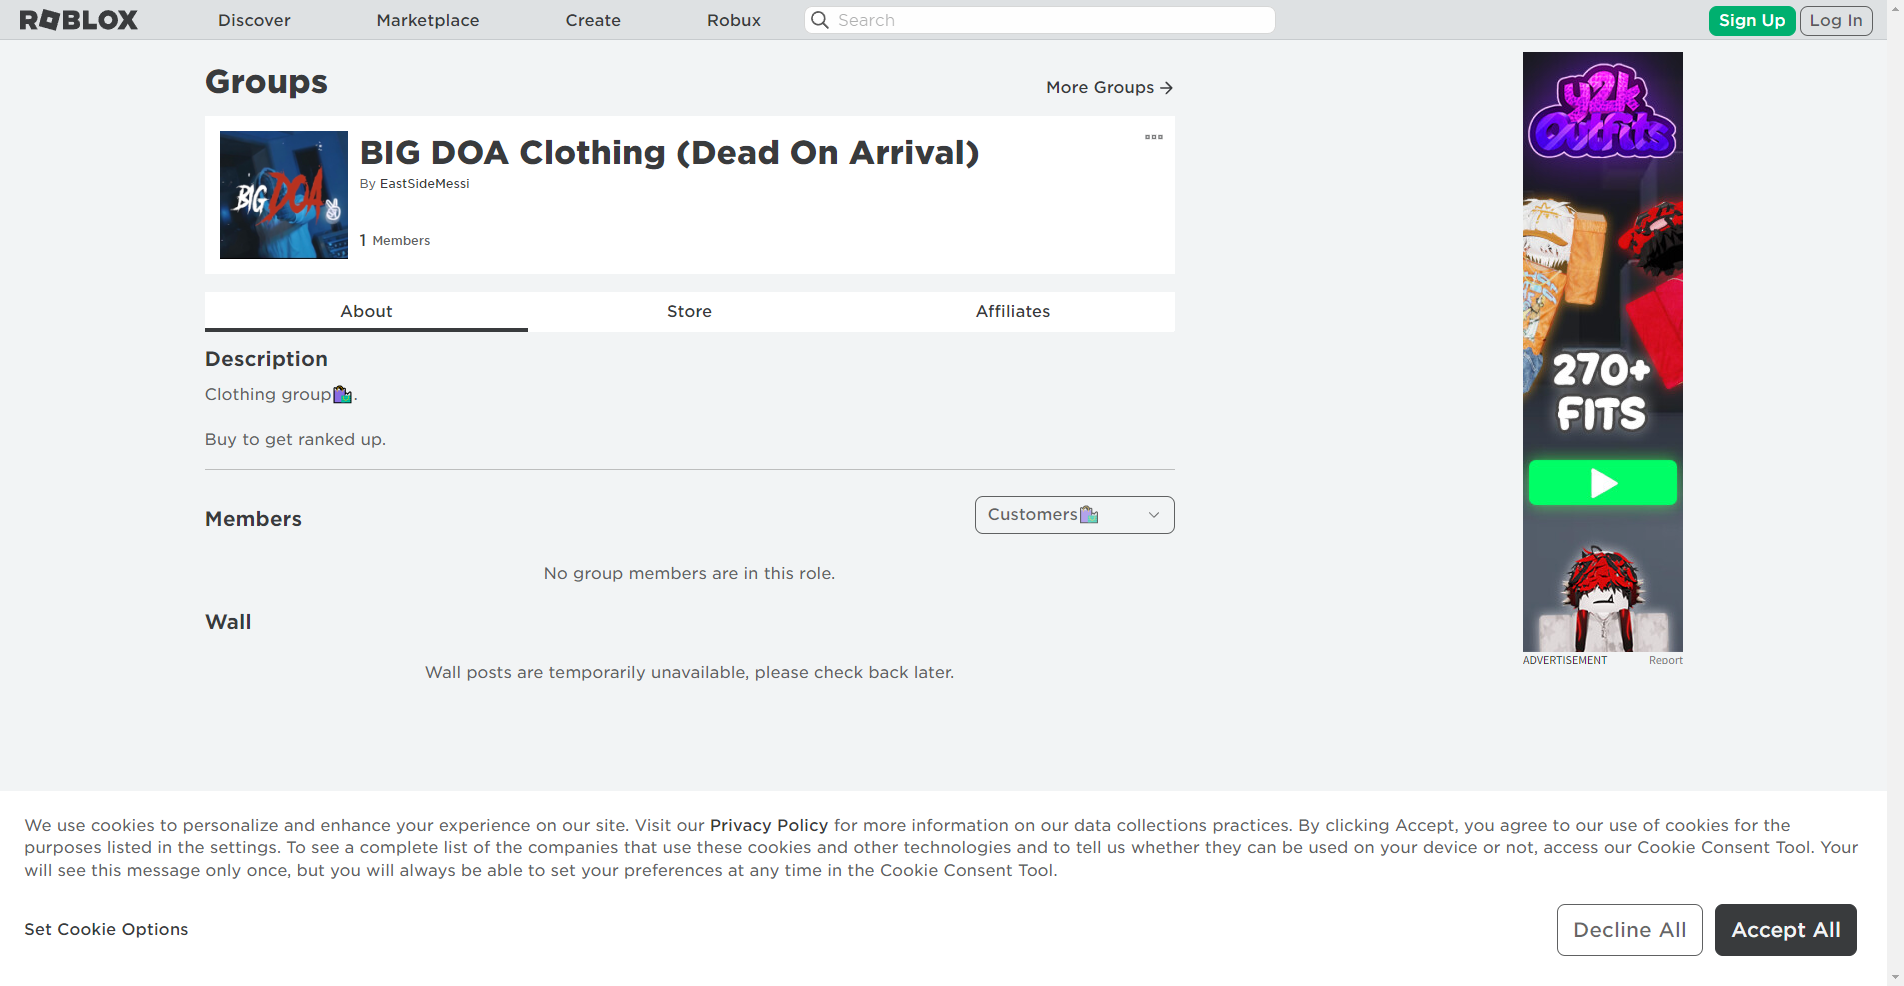 ROBLOX
Discover
Marketplace
Create
Robux
Search
Sign Up
Log In
Groups
More Groups
BIG DOA
BIG DOA Clothing (Dead On Arrival)
By EastSideMessi
1 Members
About
Store
Affiliates
Description
Clothing group🛍️.
Buy to get ranked up.
Members
Customers🛍️
No group members are in this role.
Wall
Wall posts are temporarily unavailable, please check back later.
y2k
Outfits
270+
FITS
ADVERTISEMENT
Report
We use cookies to personalize and enhance your experience on our site. Visit our Privacy Policy for more information on our data collections practices. By clicking Accept, you agree to our use of cookies for the
purposes listed in the settings. To see a complete list of the companies that use these cookies and other technologies and to tell us whether they can be used on your device or not, access our Cookie Consent Tool. Your
will see this message only once, but you will always be able to set your preferences at any time in the Cookie Consent Tool.
Set Cookie Options
Decline All
Accept All